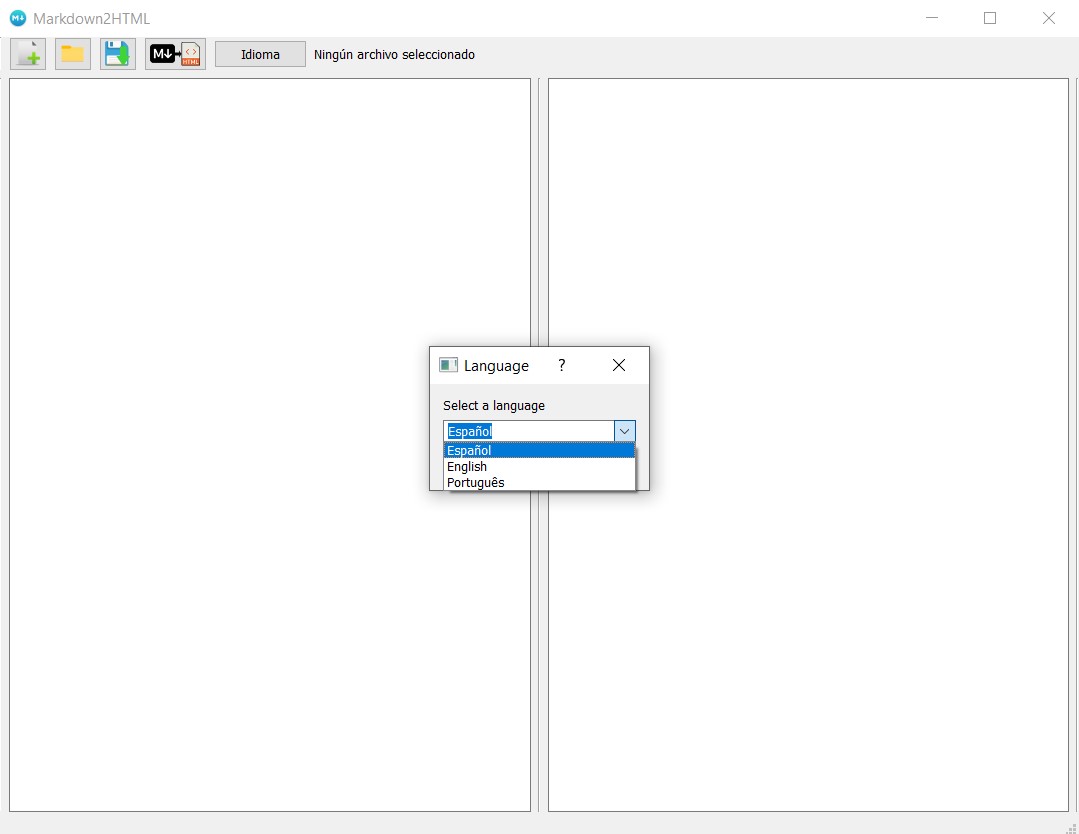 Markdown2HTML
M↓ HTML Idioma Ningún archivo seleccionado
Language ?
Select a language
Español
Español
English
Português